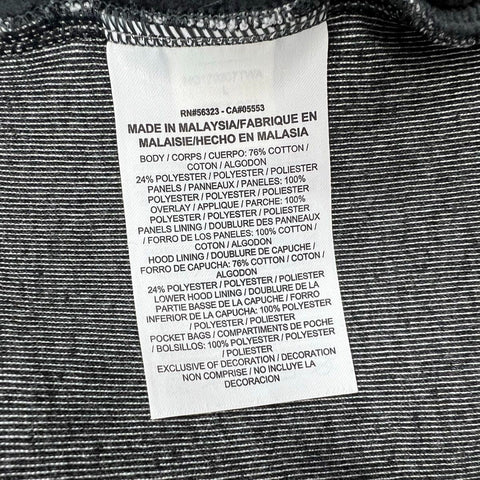 RN#56323 - CA#05553
MADE IN MALAYSIA/FABRIQUE EN
MALAISIE/HECHO EN MALASIA
BODY / CORPS / CUERPO: 76% COTTON /
COTON / ALGODON
24% POLYESTER / POLYESTER / POLIESTER
PANELS / PANNEAUX / PANELES: 100%
POLYESTER / POLYESTER / POLIESTER
OVERLAY / APPLIQUE / PARCHE: 100%
POLYESTER / POLYESTER / POLIESTER
PANELS LINING / DOUBLURE DES PANNEAUX
/ FORRO DE LOS PANELES: 100% COTTON /
COTON / ALGODON
HOOD LINING / DOUBLURE DE CAPUCHE /
FORRO DE CAPUCHA: 76% COTTON / COTON /
ALGODON
24% POLYESTER / POLYESTER / POLIESTER
LOWER HOOD LINING / DOUBLURE DE LA
PARTIE BASSE DE LA CAPUCHE / FORRO
INFERIOR DE LA CAPUCHA: 100% POLYESTER
/ POLYESTER / POLIESTER
POCKET BAGS / COMPARTIMENTS DE POCHE
/ BOLSILLOS: 100% POLYESTER / POLYESTER
/ POLIESTER
EXCLUSIVE OF DECORATION / DECORATION
NON COMPRISE / NO INCLUYE LA DECORACION